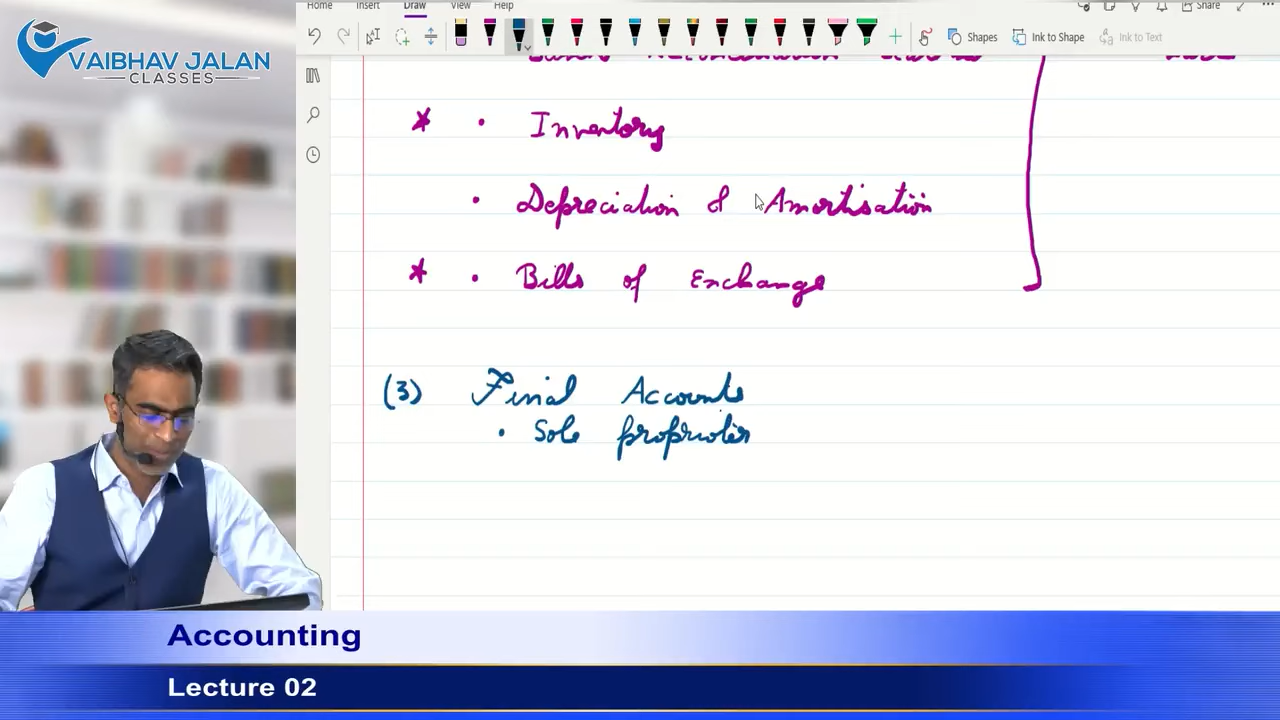 Home Insert Draw View Help Share
VAIBHAV JALAN
CLASSES
Shapes Ink to Shape Ink to Text
* • Inventory
• Depreciation & Amortisation
* • Bills of Exchange
(3) Final Accounts
• Sole proprietor
Accounting
Lecture 02